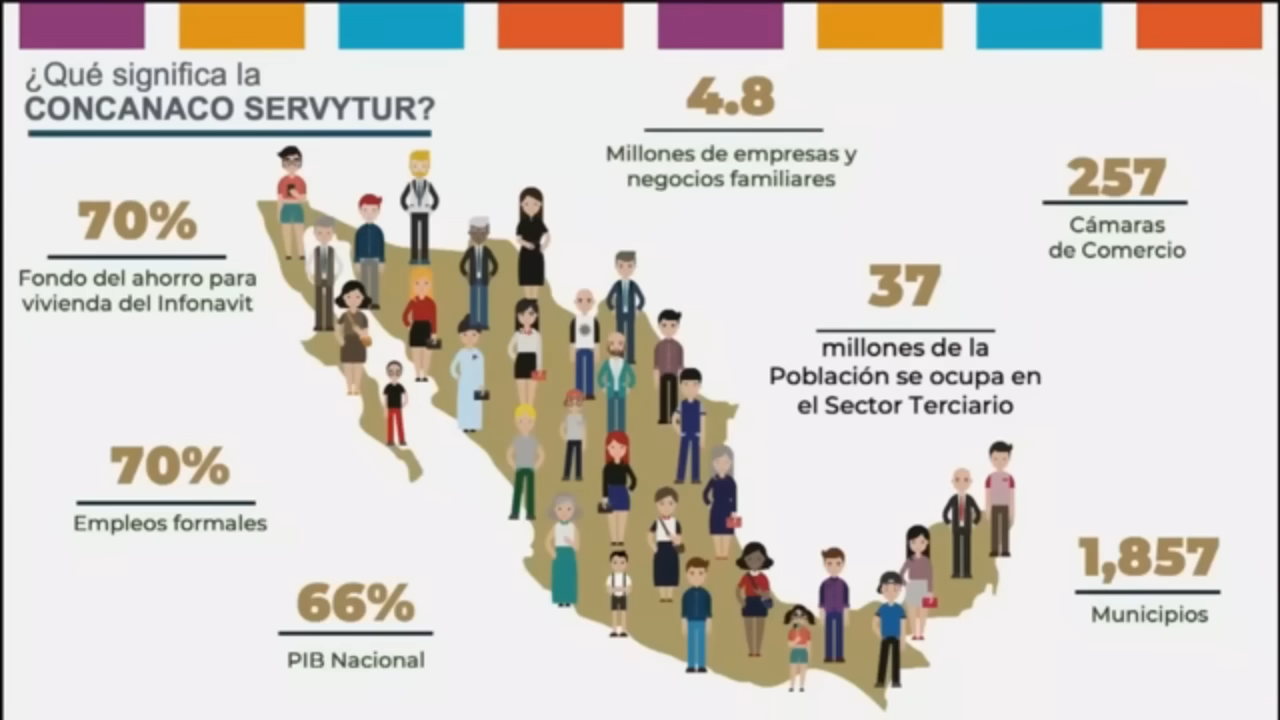 ¿Qué significa la
CONCANACO SERVYTUR?
4.8
Millones de empresas y
negocios familiares
257
Cámaras
de Comercio
70%
Fondo del ahorro para
vivienda del Infonavit
37
millones de la
Población se ocupa en
el Sector Terciario
70%
Empleos formales
66%
PIB Nacional
1,857
Municipios